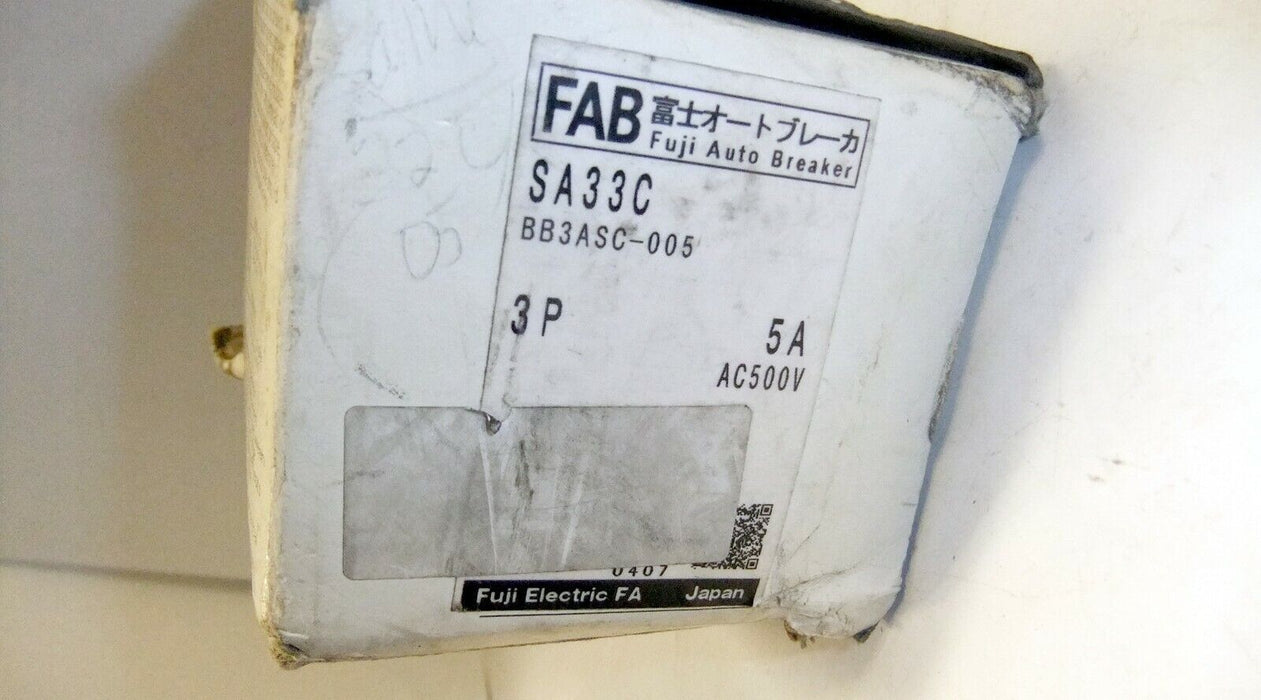 FAB 富士オートブレーカ
Fuji Auto Breaker
SA33C
BB3ASC-005
3P
5A
AC500V
0407
Fuji Electric FA Japan